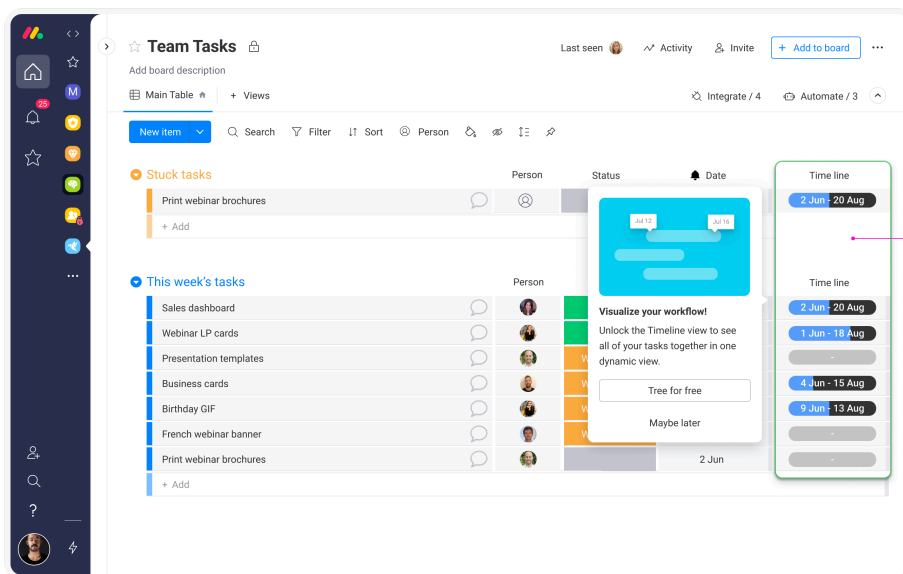 Team Tasks
Last seen
Activity
Invite
+ Add to board
Add board description
Main Table
+ Views
Integrate / 4
Automate / 3
M
25
New item
Search
Filter
Sort
Person
Stuck tasks
Person
Status
Date
Time line
Print webinar brochures
2 Jun - 20 Aug
+ Add
Jul 12
Jul 16
This week's tasks
Person
Time line
Sales dashboard
2 Jun - 20 Aug
Webinar LP cards
1 Jun - 18 Aug
Presentation templates
W
-
Business cards
W
4 Jun - 15 Aug
Birthday GIF
W
9 Jun - 13 Aug
French webinar banner
W
-
Print webinar brochures
2 Jun
-
+ Add
Visualize your workflow!
Unlock the Timeline view to see
all of your tasks together in one
dynamic view.
Tree for free
Maybe later
?